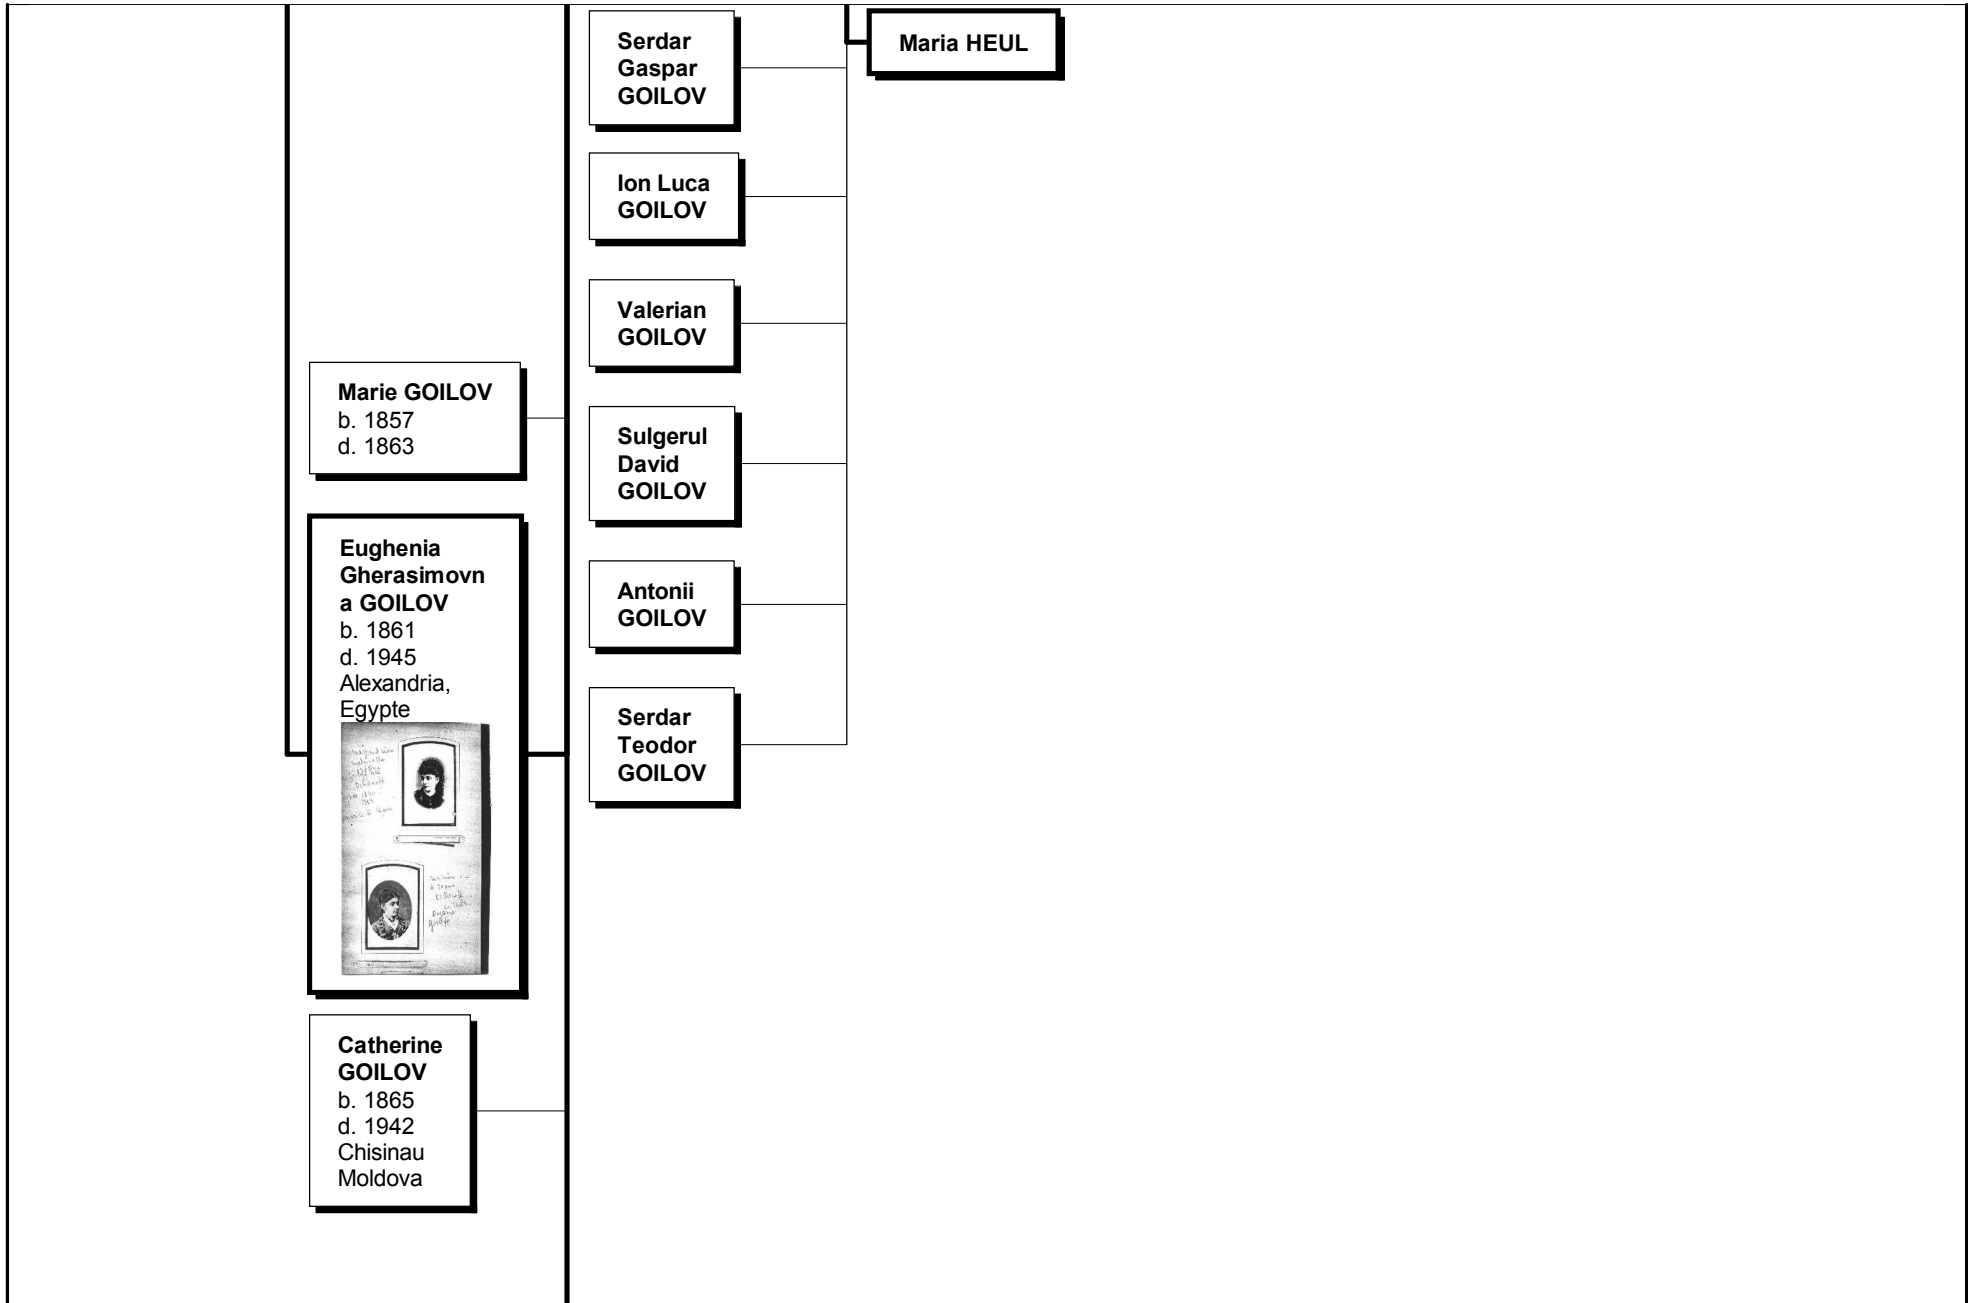 Serdar
Gaspar
GOILOV
Maria HEUL
Ion Luca
GOILOV
Valerian
GOILOV
Marie GOILOV
b. 1857
d. 1863
Sulgerul
David
GOILOV
Eughenia
Gherasimovn
a GOILOV
b. 1861
d. 1945
Alexandria,
Egypte
Antonii
GOILOV
Serdar
Teodor
GOILOV
Catherine
GOILOV
b. 1865
d. 1942
Chisinau
Moldova